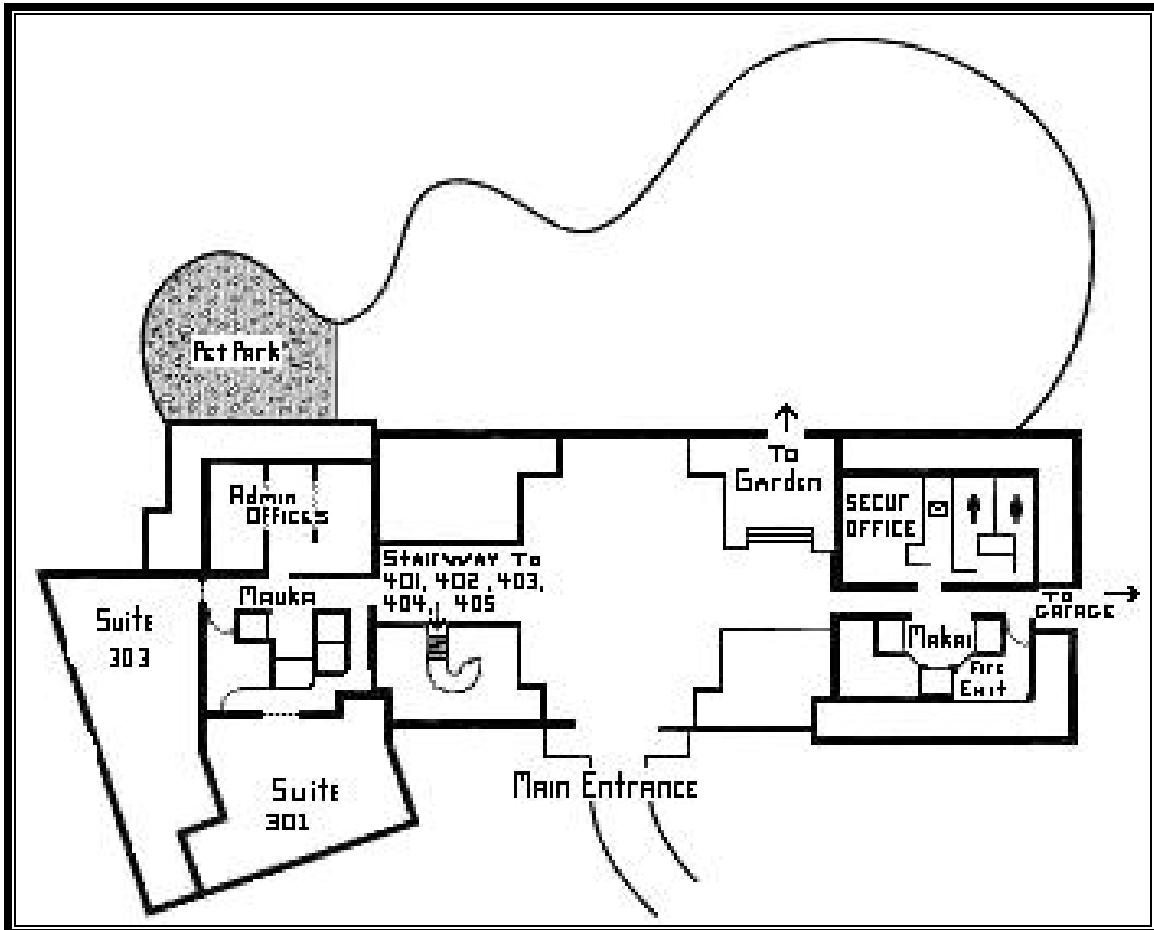 Pet Park
To
Garden
Admin
Offices
SECUR
OFFICE
Stairway To
401, 402, 403,
404, 405
Mauka
To
Garage
Suite
303
Makai
Fire
Exit
Main Entrance
Suite
301